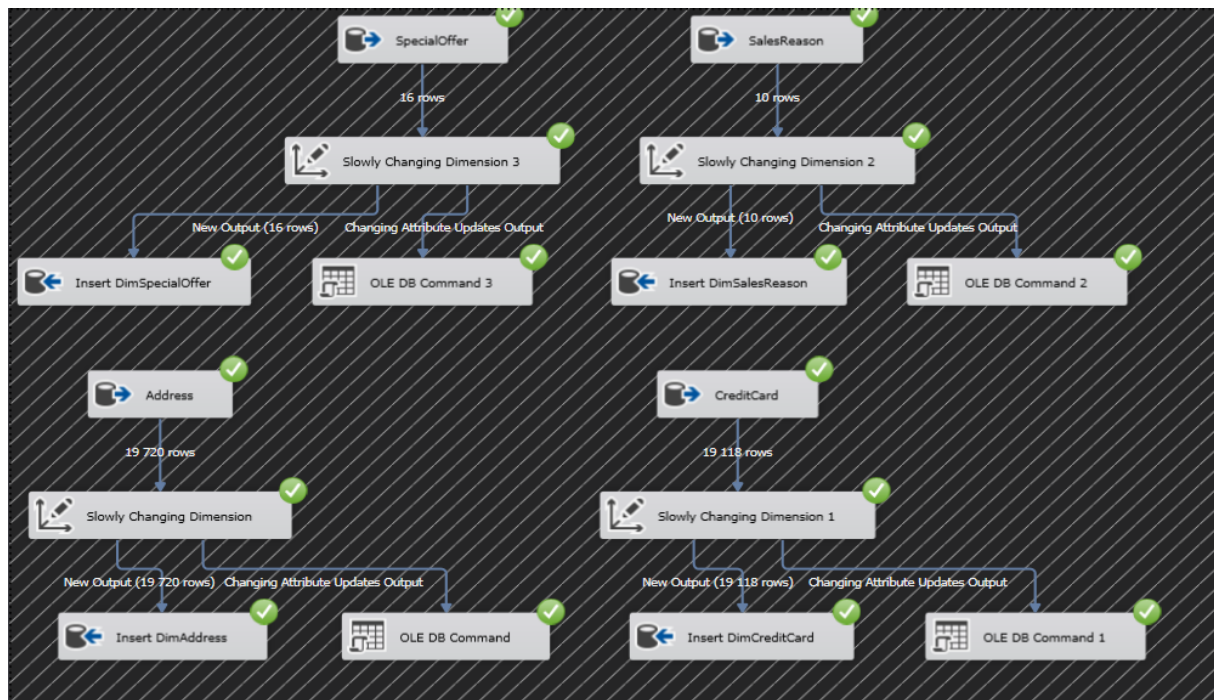 SpecialOffer
SalesReason
16 rows
10 rows
Slowly Changing Dimension 3
Slowly Changing Dimension 2
New Output (16 rows)
Changing Attribute Updates Output
New Output (10 rows)
Changing Attribute Updates Output
Insert DimSpecialOffer
OLE DB Command 3
Insert DimSalesReason
OLE DB Command 2
Address
CreditCard
19 720 rows
19 118 rows
Slowly Changing Dimension
Slowly Changing Dimension 1
New Output (19 720 rows)
Changing Attribute Updates Output
New Output (19 118 rows)
Changing Attribute Updates Output
Insert DimAddress
OLE DB Command
Insert DimCreditCard
OLE DB Command 1